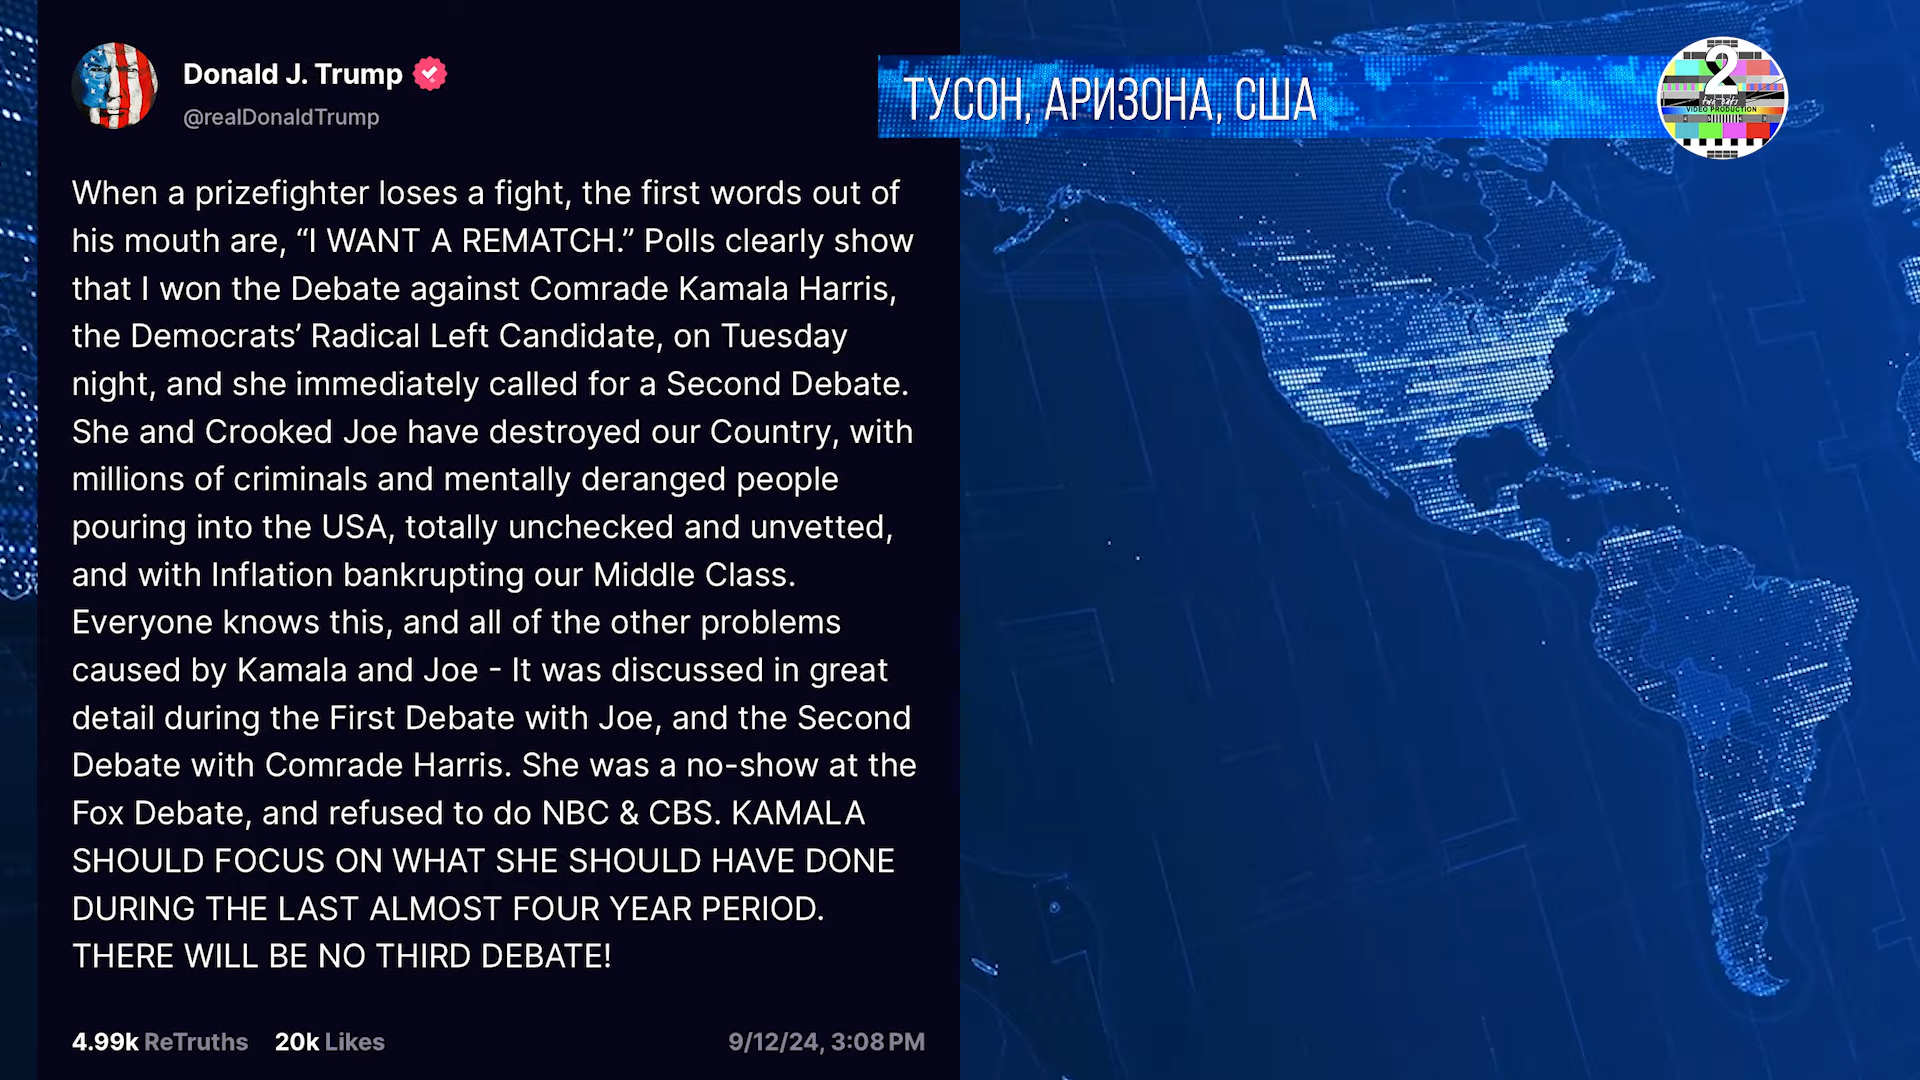 Donald J. Trump
@realDonaldTrump
ТУСОН, АРИЗОНА, США
2
VIDEO PRODUCTION
When a prizefighter loses a fight, the first words out of
his mouth are, “I WANT A REMATCH.” Polls clearly show
that I won the Debate against Comrade Kamala Harris,
the Democrats’ Radical Left Candidate, on Tuesday
night, and she immediately called for a Second Debate.
She and Crooked Joe have destroyed our Country, with
millions of criminals and mentally deranged people
pouring into the USA, totally unchecked and unvetted,
and with Inflation bankrupting our Middle Class.
Everyone knows this, and all of the other problems
caused by Kamala and Joe - It was discussed in great
detail during the First Debate with Joe, and the Second
Debate with Comrade Harris. She was a no-show at the
Fox Debate, and refused to do NBC & CBS. KAMALA
SHOULD FOCUS ON WHAT SHE SHOULD HAVE DONE
DURING THE LAST ALMOST FOUR YEAR PERIOD.
THERE WILL BE NO THIRD DEBATE!
4.99k ReTruths 20k Likes 9/12/24, 3:08 PM